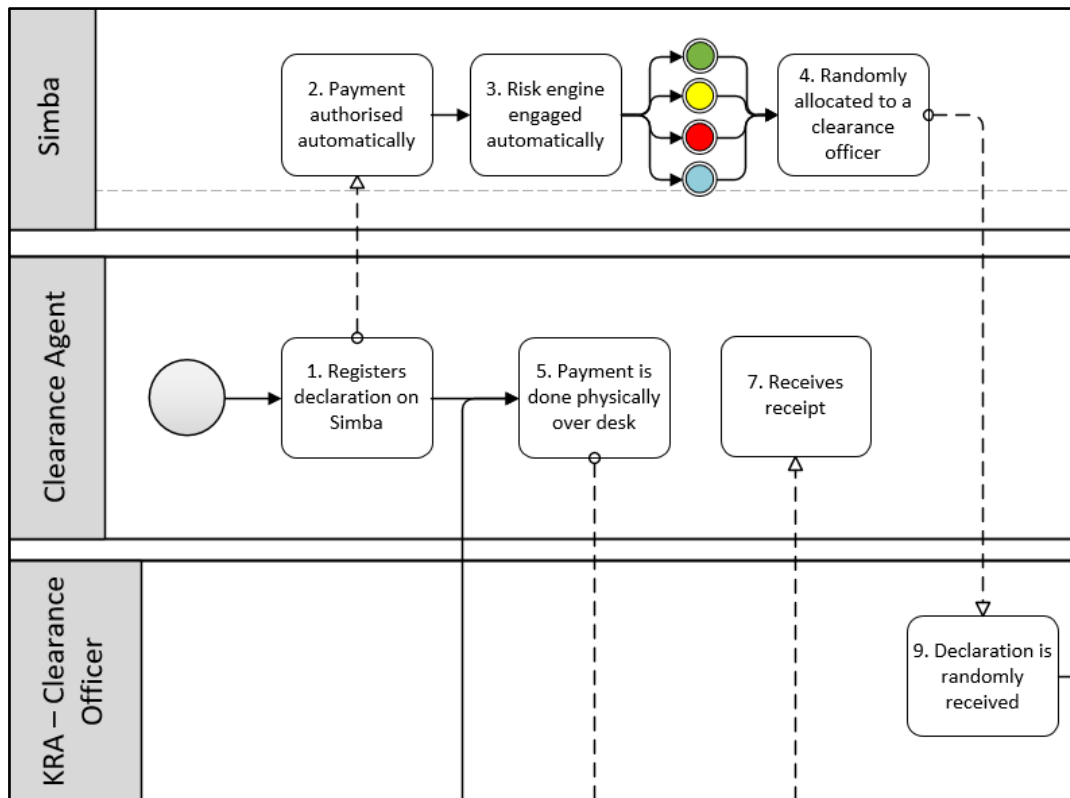 Simba
2. Payment
authorised
automatically
3. Risk engine
engaged
automatically
4. Randomly
allocated to a
clearance
officer
Clearance Agent
1. Registers
declaration on
Simba
5. Payment is
done physically
over desk
7. Receives
receipt
KRA – Clearance
Officer
9. Declaration is
randomly
received